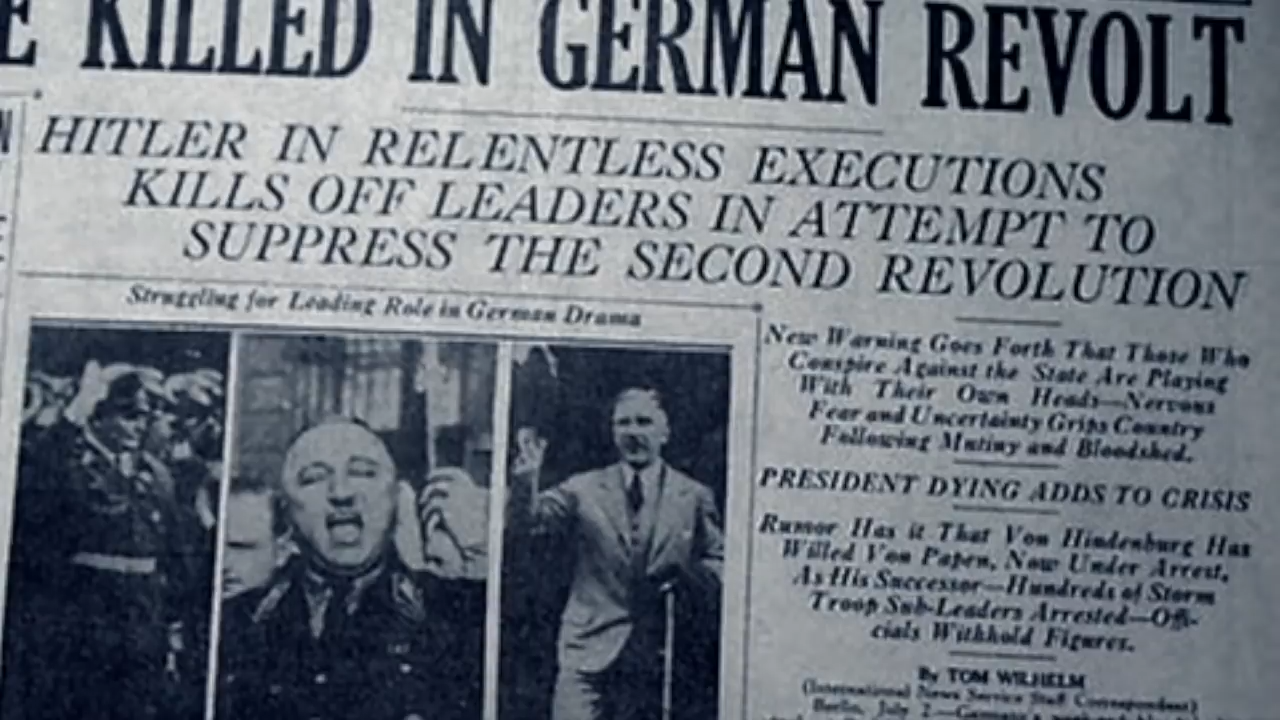 E KILLED IN GERMAN REVOLT
HITLER IN RELENTLESS EXECUTIONS
KILLS OFF LEADERS IN ATTEMPT TO
SUPPRESS THE SECOND REVOLUTION
Struggling for Leading Role in German Drama
New Warning Goes Forth That Those Who
Conspire Against the State Are Playing
With Their Own Heads—Nervous
Fear and Uncertainty Grips Country
Following Mutiny and Bloodshed.
PRESIDENT DYING ADDS TO CRISIS
Rumor Has it That Von Hindenburg Has
Willed Von Papen, Now Under Arrest,
As His Successor—Hundreds of Storm
Troop Sub-Leaders Arrested—Offi-
cials Withhold Figures.
By TOM WILHELM
(International News Service Staff Correspondent)
Berlin, July 2.—